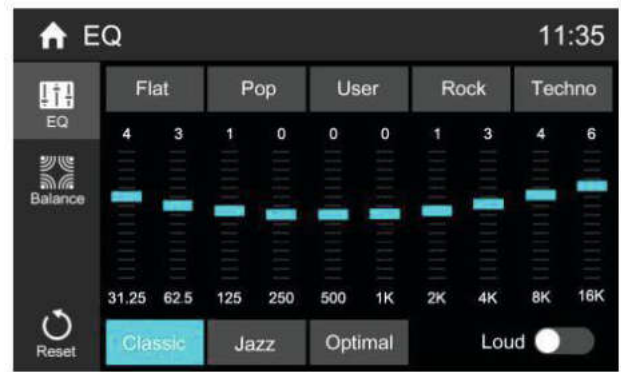 EQ 11:35
Flat Pop User Rock Techno
EQ
4 3 1 0 0 0 1 3 4 6
Balance
31.25 62.5 125 250 500 1K 2K 4K 8K 16K
Reset
Classic Jazz Optimal Loud